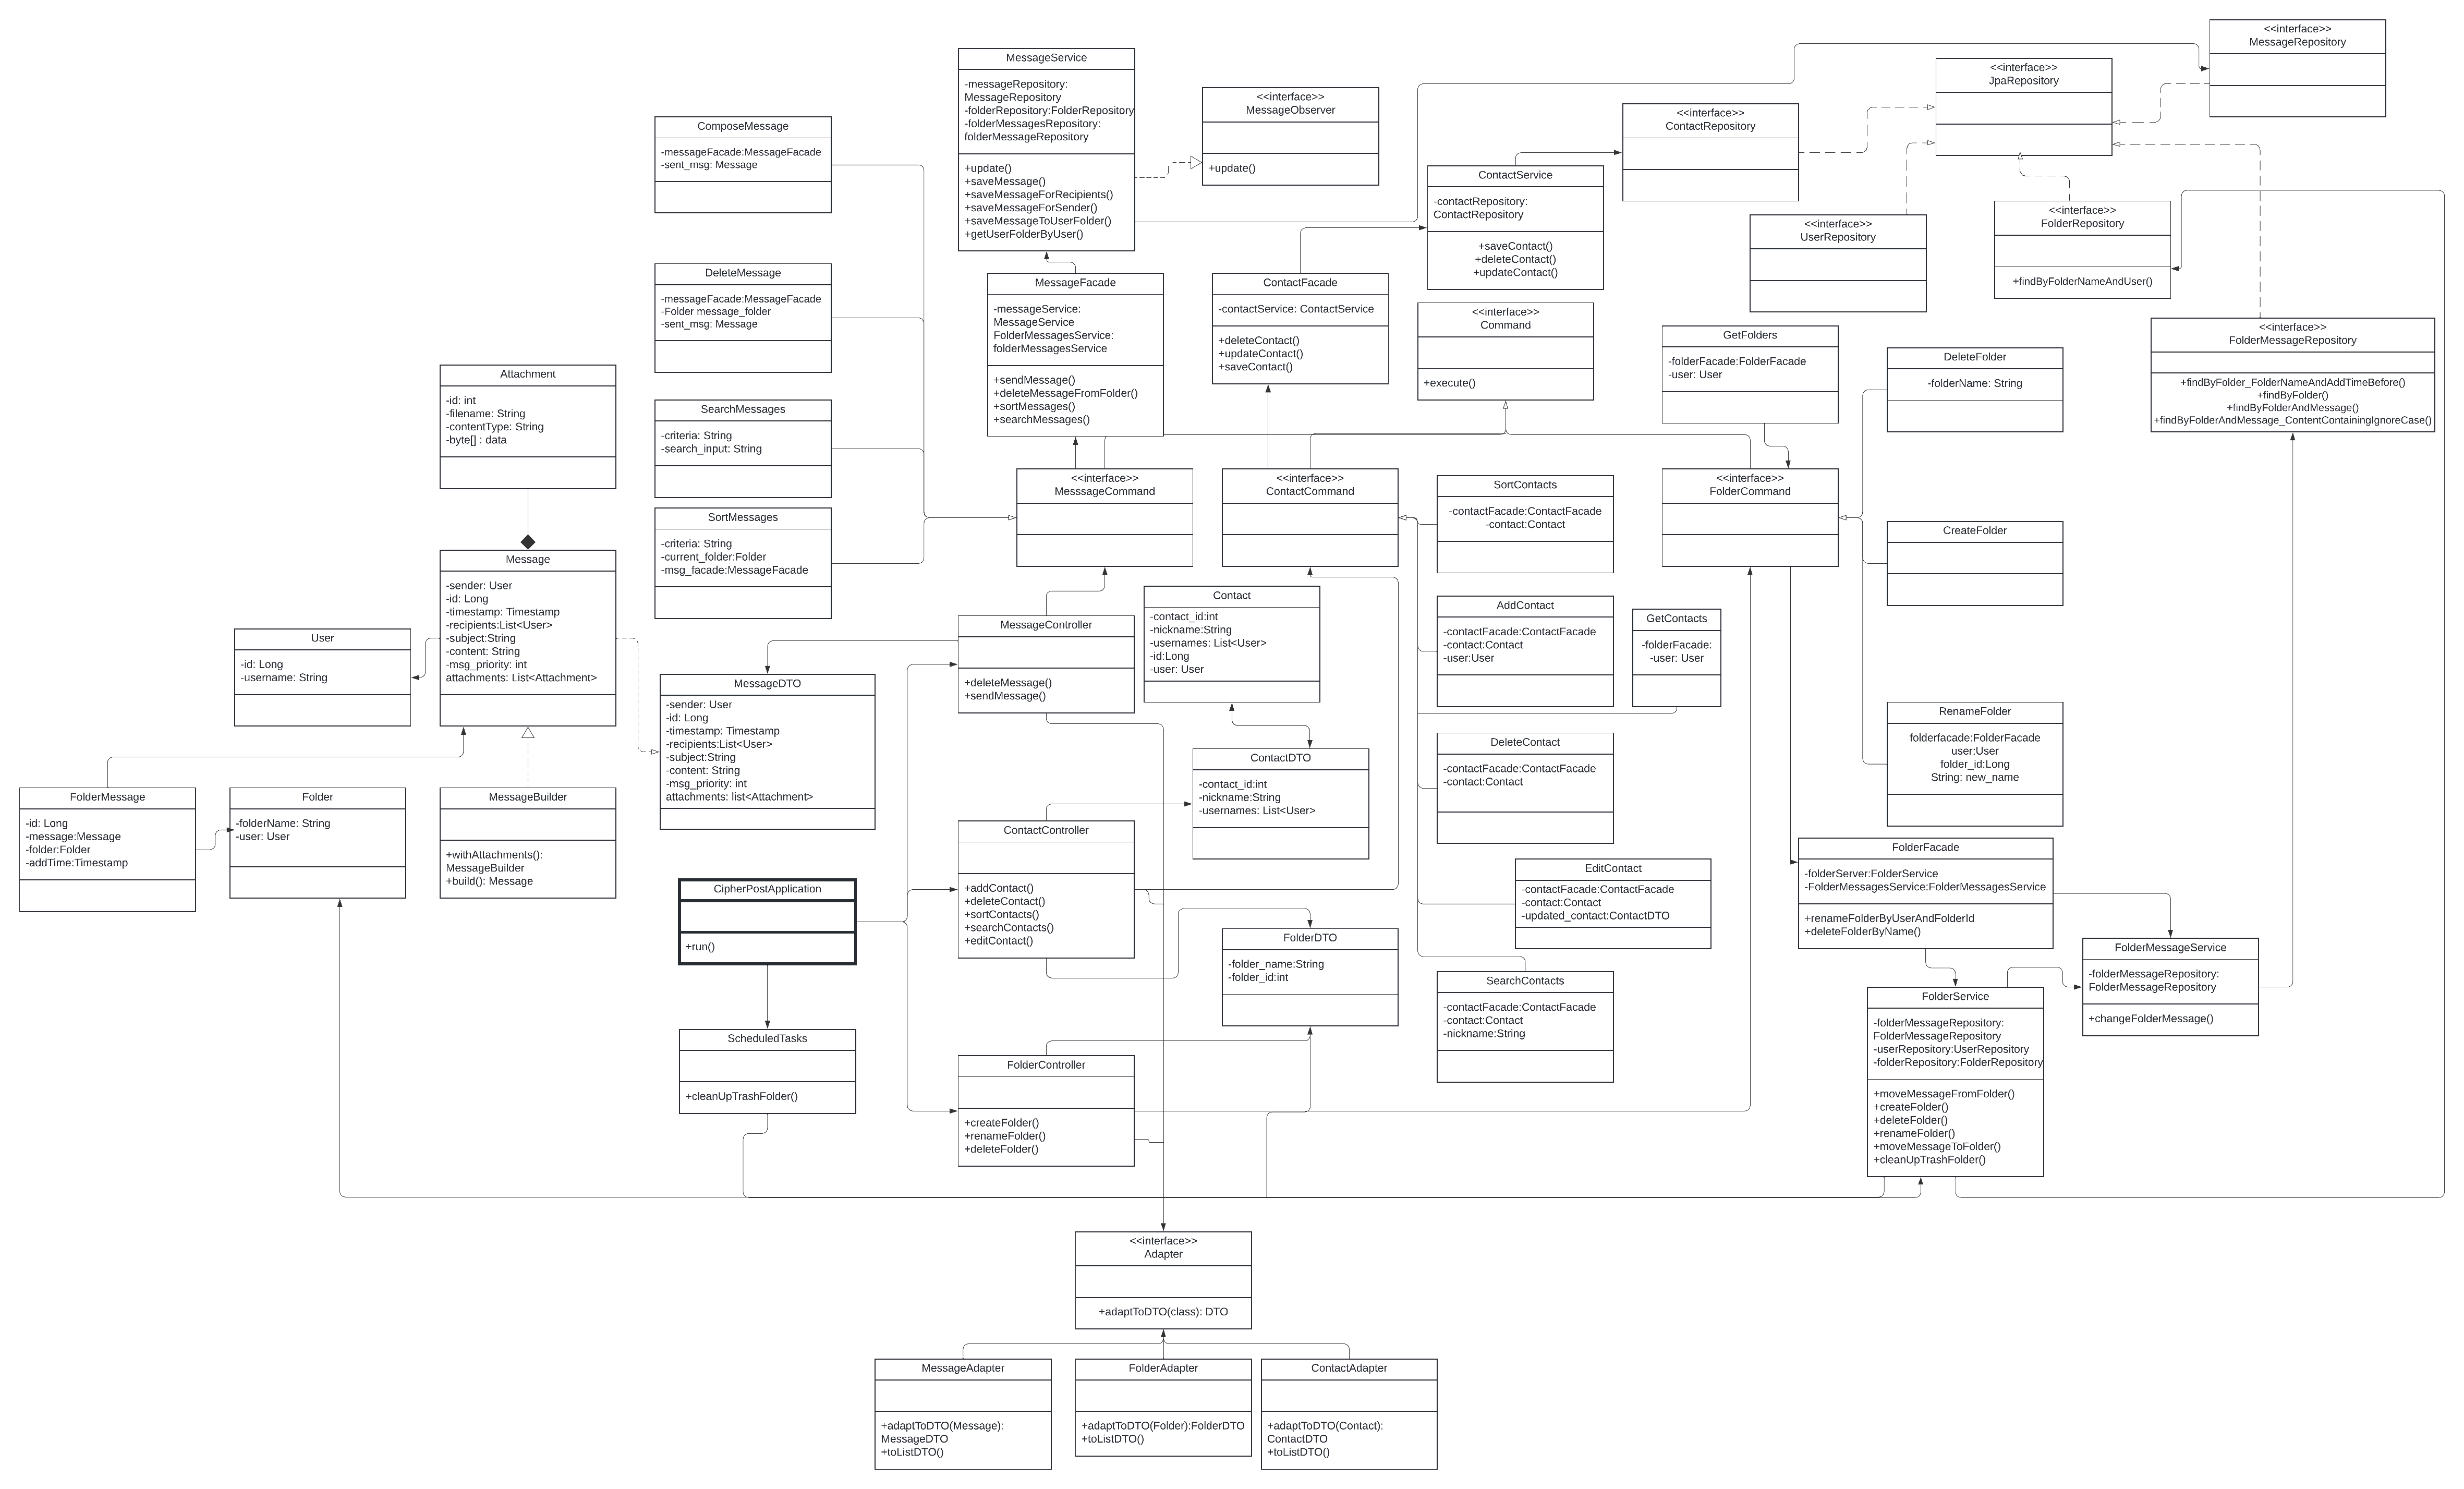 <<interface>>
MessageRepository
MessageService
-messageRepository:
MessageRepository
-folderRepository:FolderRepository
-folderMessagesRepository:
folderMessageRepository
+update()
+saveMessage()
+saveMessageForRecipients()
+saveMessageForSender()
+saveMessageToUserFolder()
+getUserFolderByUser()
<<interface>>
JpaRepository
<<interface>>
MessageObserver
+update()
<<interface>>
ContactRepository
ComposeMessage
-messageFacade:MessageFacade
-sent_msg: Message
ContactService
-contactRepository:
ContactRepository
+saveContact()
+deleteContact()
+updateContact()
<<interface>>
UserRepository
<<interface>>
FolderRepository
+findByFolderNameAndUser()
DeleteMessage
-messageFacade:MessageFacade
-Folder message_folder
-sent_msg: Message
MessageFacade
-messageService:
MessageService
FolderMessagesService:
folderMessagesService
+sendMessage()
+deleteMessageFromFolder()
+sortMessages()
+searchMessages()
ContactFacade
-contactService: ContactService
+deleteContact()
+updateContact()
+saveContact()
<<interface>>
Command
+execute()
GetFolders
-folderFacade:FolderFacade
-user: User
DeleteFolder
-folderName: String
<<interface>>
FolderMessageRepository
+findByFolder_FolderNameAndAddTimeBefore()
+findByFolder()
+findByFolderAndMessage()
+findByFolderAndMessage_ContentContainingIgnoreCase()
Attachment
-id: int
-filename: String
-contentType: String
-byte[] : data
SearchMessages
-criteria: String
-search_input: String
<<interface>>
MesssageCommand
<<interface>>
ContactCommand
SortContacts
-contactFacade:ContactFacade
-contact:Contact
<<interface>>
FolderCommand
SortMessages
-criteria: String
-current_folder:Folder
-msg_facade:MessageFacade
CreateFolder
Message
-sender: User
-id: Long
-timestamp: Timestamp
-recipients:List<User>
-subject:String
-content: String
-msg_priority: int
attachments: List<Attachment>
Contact
-contact_id:int
-nickname:String
-usernames: List<User>
-id:Long
-user: User
AddContact
-contactFacade:ContactFacade
-contact:Contact
-user:User
GetContacts
-folderFacade:
-user: User
User
-id: Long
-username: String
MessageController
+deleteMessage()
+sendMessage()
MessageDTO
-sender: User
-id: Long
-timestamp: Timestamp
-recipients:List<User>
-subject:String
-content: String
-msg_priority: int
attachments: list<Attachment>
RenameFolder
folderfacade:FolderFacade
user:User
folder_id:Long
String: new_name
DeleteContact
-contactFacade:ContactFacade
-contact:Contact
ContactDTO
-contact_id:int
-nickname:String
-usernames: List<User>
FolderMessage
-id: Long
-message:Message
-folder:Folder
-addTime:Timestamp
Folder
-folderName: String
-user: User
MessageBuilder
+withAttachments():
MessageBuilder
+build(): Message
ContactController
+addContact()
+deleteContact()
+sortContacts()
+searchContacts()
+editContact()
FolderFacade
-folderServer:FolderService
-FolderMessagesService:FolderMessagesService
+renameFolderByUserAndFolderId
+deleteFolderByName()
EditContact
-contactFacade:ContactFacade
-contact:Contact
-updated_contact:ContactDTO
CipherPostApplication
+run()
FolderDTO
-folder_name:String
-folder_id:int
FolderMessageService
-folderMessageRepository:
FolderMessageRepository
+changeFolderMessage()
SearchContacts
-contactFacade:ContactFacade
-contact:Contact
-nickname:String
FolderService
-folderMessageRepository:
FolderMessageRepository
-userRepository:UserRepository
-folderRepository:FolderRepository
+moveMessageFromFolder()
+createFolder()
+deleteFolder()
+renameFolder()
+moveMessageToFolder()
+cleanUpTrashFolder()
ScheduledTasks
+cleanUpTrashFolder()
FolderController
+createFolder()
+renameFolder()
+deleteFolder()
<<interface>>
Adapter
+adaptToDTO(class): DTO
MessageAdapter
+adaptToDTO(Message):
MessageDTO
+toListDTO()
FolderAdapter
+adaptToDTO(Folder):FolderDTO
+toListDTO()
ContactAdapter
+adaptToDTO(Contact):
ContactDTO
+toListDTO()